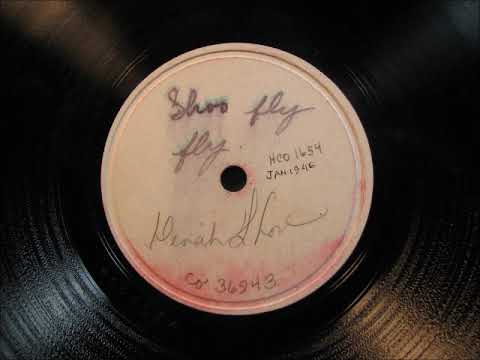 Shoo fly
fly.
HCO 1654
JAN 1946
Dinah Shore
Co 36943